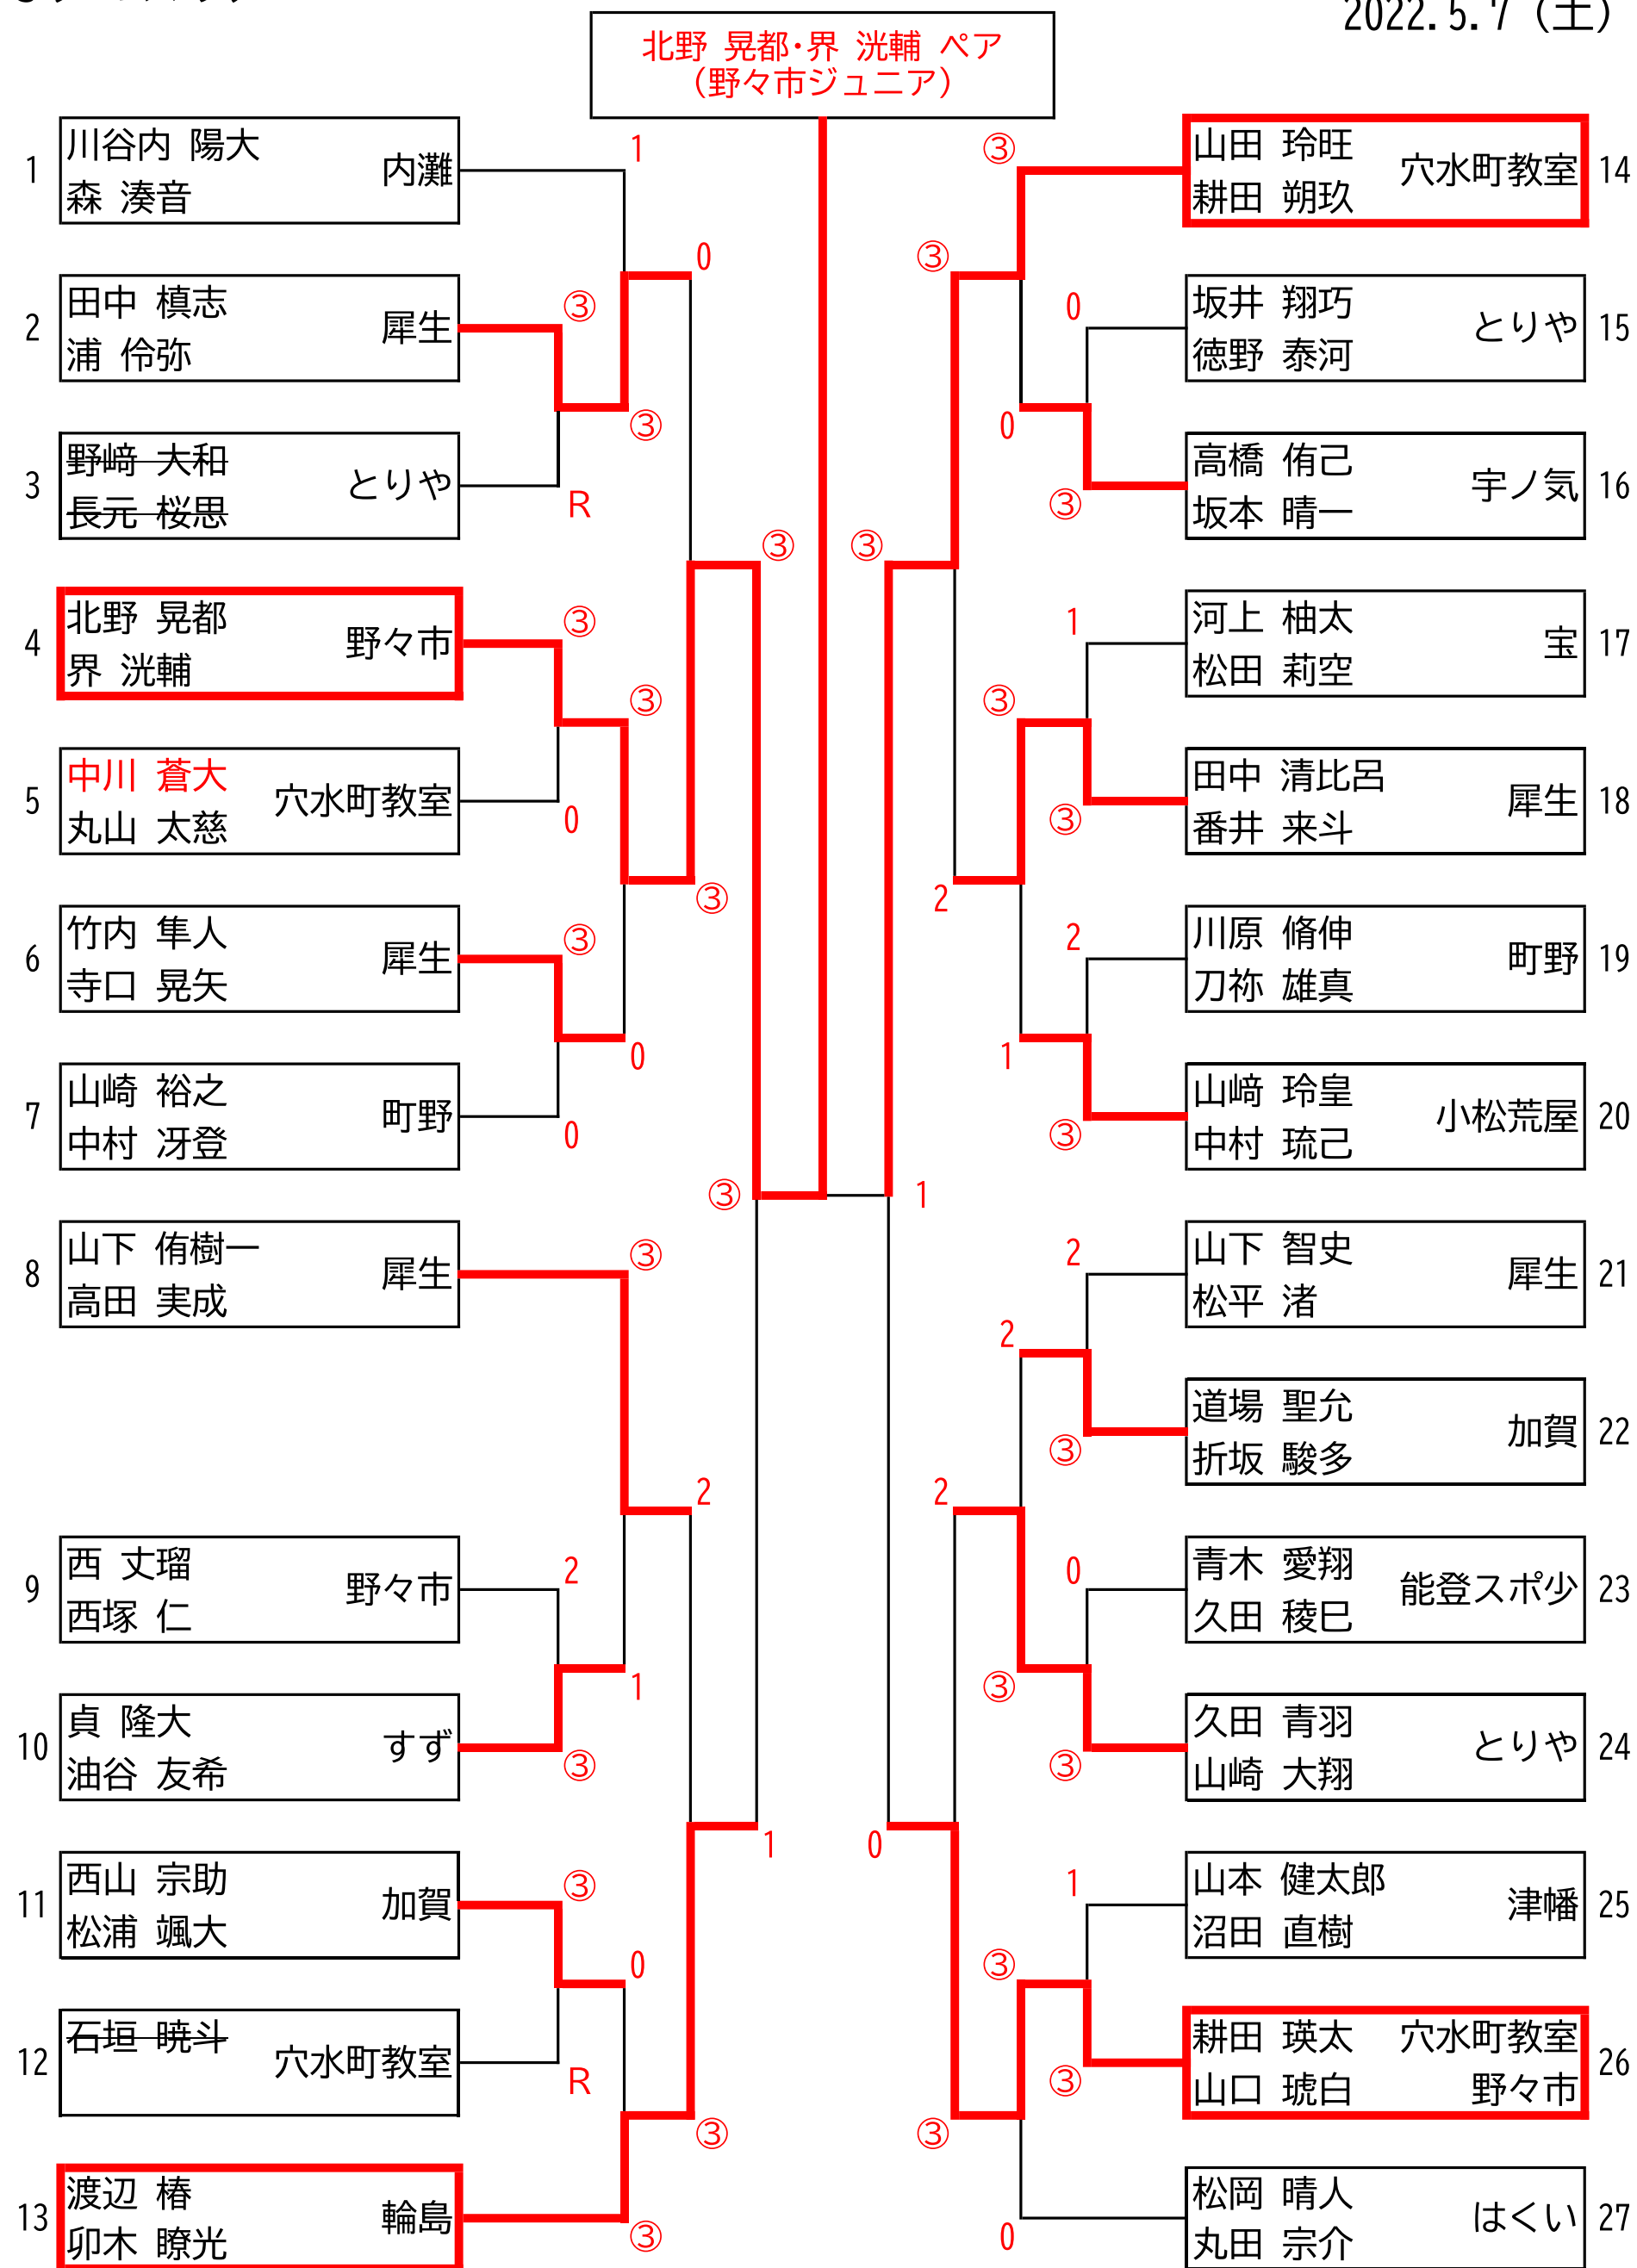 2022.5.7（土）
北野 晃都・界 洸輔 ペア
（野々市ジュニア）
1
川谷内 陽大
森 湊音
内灘
1
2
田中 槙志
浦 伶弥
犀生
③
0
3
野﨑 大和
長元 桜思
とりや
R
③
4
北野 晃都
界 洸輔
野々市
③
③
③
5
中川 蒼大
丸山 太慈
穴水町教室
0
③
6
竹内 隼人
寺口 晃矢
犀生
③
0
7
山崎 裕之
中村 冴登
町野
0
③
8
山下 侑樹一
高田 実成
犀生
③
2
9
西 丈瑠
西塚 仁
野々市
2
1
10
貞 隆大
油谷 友希
すず
③
1
11
西山 宗助
松浦 颯大
加賀
③
0
12
石垣 暁斗
穴水町教室
R
③
13
渡辺 椿
卯木 瞭光
輪島
③
③
山田 玲旺
耕田 朔玖
穴水町教室
14
③
0
坂井 翔巧
徳野 泰河
とりや
15
0
③
高橋 侑己
坂本 晴一
宇ノ気
16
③
1
河上 柚太
松田 莉空
宝
17
③
③
田中 清比呂
番井 来斗
犀生
18
2
2
川原 脩伸
刀祢 雄真
町野
19
1
③
山﨑 玲皇
中村 琉己
小松荒屋
20
1
2
山下 智史
松平 渚
犀生
21
2
③
道場 聖允
折坂 駿多
加賀
22
2
0
青木 愛翔
久田 稜巳
能登スポ少
23
③
③
久田 青羽
山崎 大翔
とりや
24
0
1
山本 健太郎
沼田 直樹
津幡
25
③
③
耕田 瑛太
穴水町教室
山口 琥白
野々市
26
③
0
松岡 晴人
丸田 宗介
はくい
27